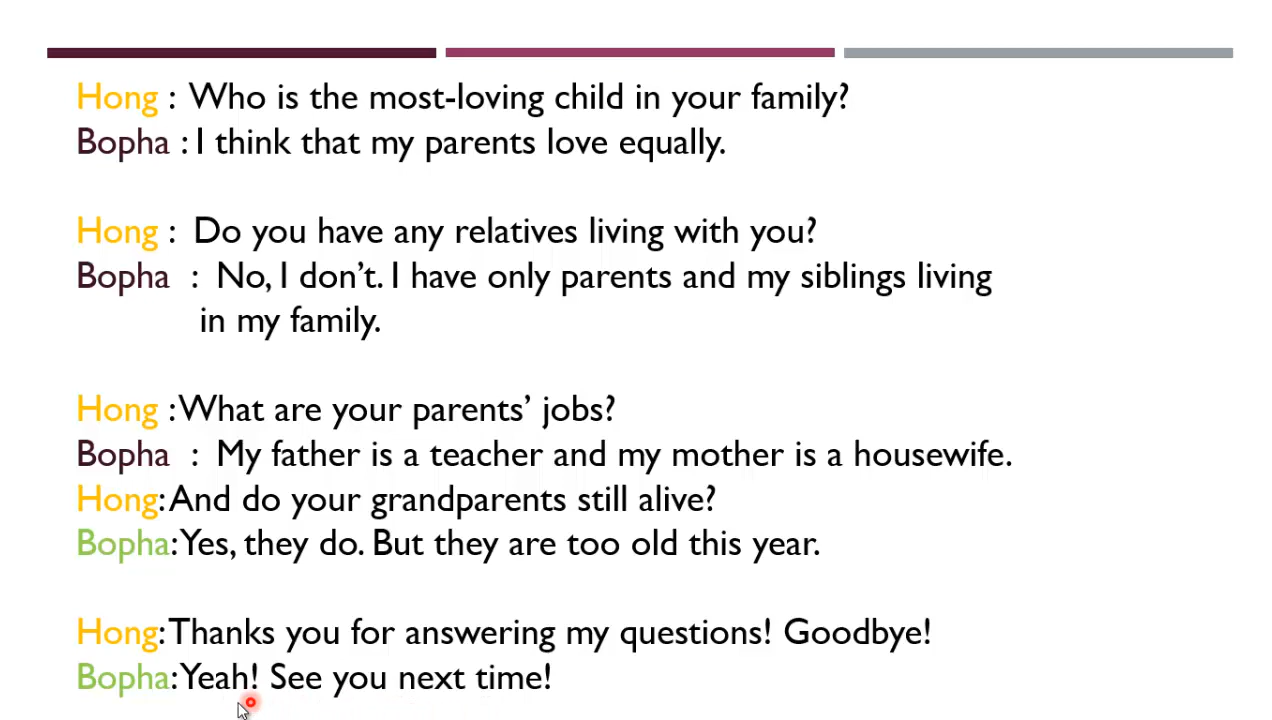 Hong : Who is the most-loving child in your family?
Bopha : I think that my parents love equally.
Hong : Do you have any relatives living with you?
Bopha : No, I don’t. I have only parents and my siblings living
in my family.
Hong : What are your parents’ jobs?
Bopha : My father is a teacher and my mother is a housewife.
Hong: And do your grandparents still alive?
Bopha: Yes, they do. But they are too old this year.
Hong: Thanks you for answering my questions! Goodbye!
Bopha: Yeah! See you next time!